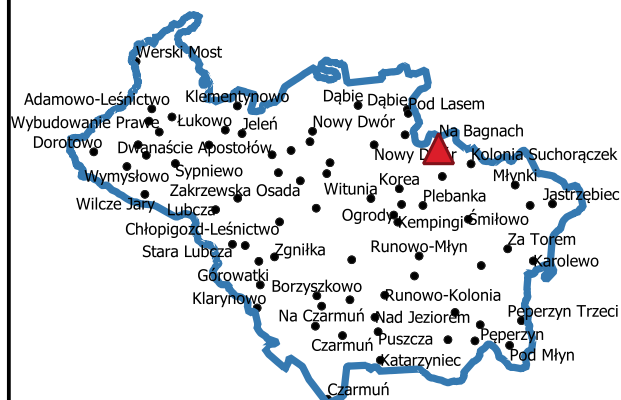 Werski Most
Adamowo-Leśnictwo
Klementynowo
Dąbie
Dąbie
Pod Lasem
Wybudowanie Prawe
Łukowo
Jeleń
Nowy Dwór
Na Bagnach
Dorotowo
Dwanaście Apostołów
Nowy Dwór
Kolonia Suchorączek
Wymysłowo
Sypniewo
Korea
Młynki
Zakrzewska Osada
Witunia
Plebanka
Jastrzębiec
Wilcze Jary
Lubcza
Ogrody
Kempingi
Śmiłowo
Chłopigozd-Leśnictwo
Stara Lubcza
Zgniłka
Runowo-Młyn
Za Torem
Karolewo
Górowatki
Borzyszkowo
Klarynowo
Runowo-Kolonia
Na Czarmuń
Nad Jeziorem
Pęperzyn Trzeci
Czarmuń
Puszcza
Pęperzyn
Katarzyniec
Pod Młyn
Czarmuń